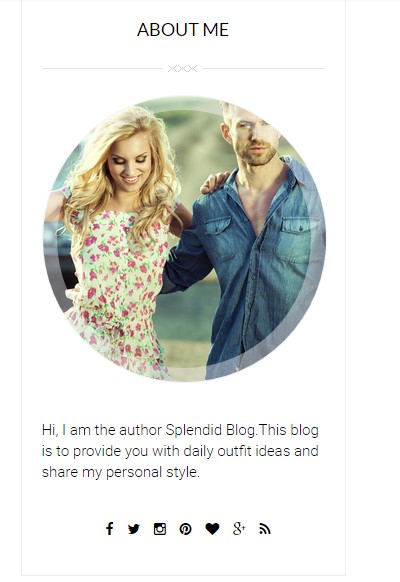 ABOUT ME
Hi, I am the author Splendid Blog.This blog
is to provide you with daily outfit ideas and
share my personal style.